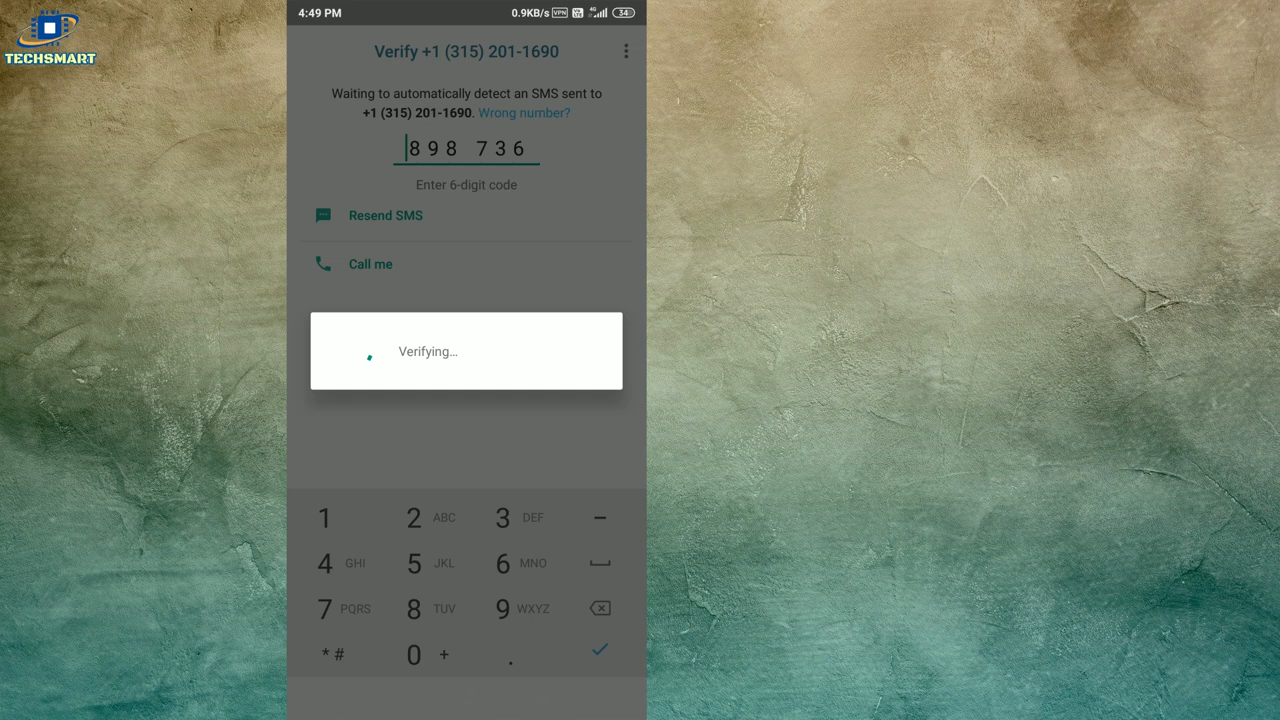 TECHSMART
4:49 PM
0.9KB/s VPN 4G 34
Verify +1 (315) 201-1690
Waiting to automatically detect an SMS sent to
+1 (315) 201-1690. Wrong number?
898 736
Enter 6-digit code
Resend SMS
Call me
Verifying...
1 2 ABC 3 DEF –
4 GHI 5 JKL 6 MNO
7 PQRS 8 TUV 9 WXYZ
* # 0 + .